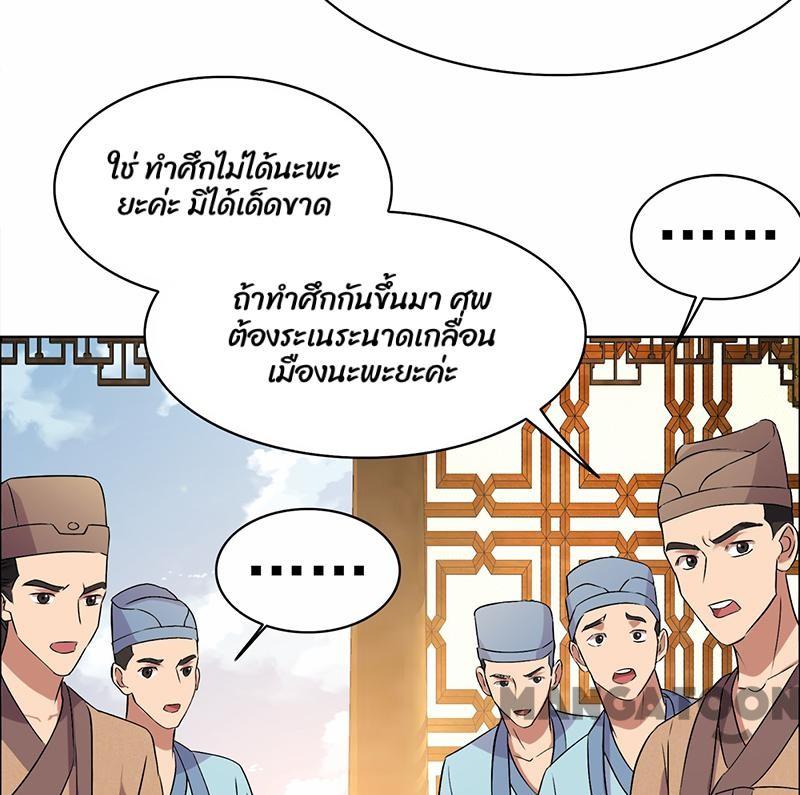 ใช่ ทำศึกไม่ได้นะพะ
ยะค่ะ มิได้เด็ดขาด
......
ถ้าทำศึกกันขึ้นมา ศพ
ต้องระเนระนาดเกลื่อน
เมืองนะพะยะค่ะ
......
MANGATOON